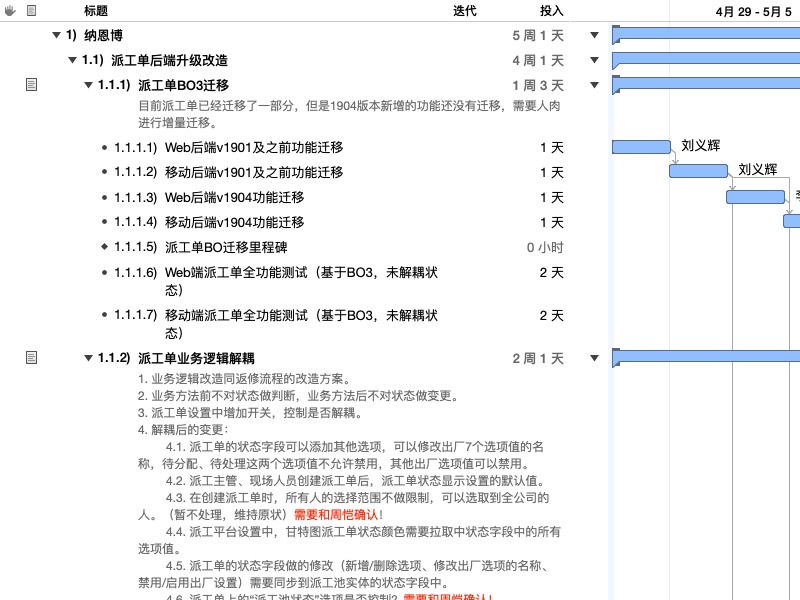 标题 迭代 投入 4月 29 - 5月 5
1) 纳恩博 5 周 1 天
1.1) 派工单后端升级改造 4 周 1 天
1.1.1) 派工单BO3迁移 1 周 3 天
目前派工单已经迁移了一部分，但是1904版本新增的功能还没有迁移，需要人肉
进行增量迁移。
1.1.1.1) Web后端v1901及之前功能迁移 1 天 刘义辉
1.1.1.2) 移动后端v1901及之前功能迁移 1 天 刘义辉
1.1.1.3) Web后端v1904功能迁移 1 天
1.1.1.4) 移动后端v1904功能迁移 1 天
1.1.1.5) 派工单BO迁移里程碑 0 小时
1.1.1.6) Web端派工单全功能测试（基于BO3，未解耦状 2 天
态）
1.1.1.7) 移动端派工单全功能测试（基于BO3，未解耦状 2 天
态）
1.1.2) 派工单业务逻辑解耦 2 周 1 天
1. 业务逻辑改造同返修流程的改造方案。
2. 业务方法前不对状态做判断，业务方法后不对状态做变更。
3. 派工单设置中增加开关，控制是否解耦。
4. 解耦后的变更：
4.1. 派工单的状态字段可以添加其他选项，可以修改出厂7个选项值的名
称，待分配、待处理这两个选项值不允许禁用，其他出厂选项值可以禁用。
4.2. 派工主管、现场人员创建派工单后，派工单状态显示设置的默认值。
4.3. 在创建派工单时，所有人的选择范围不做限制，可以选取到全公司的
人。（暂不处理，维持原状）需要和周恺确认！
4.4. 派工平台设置中，甘特图派工单状态颜色需要拉取中状态字段中的所有
选项值。
4.5. 派工单的状态字段做的修改（新增/删除选项、修改出厂选项的名称、
禁用/启用出厂设置）需要同步到派工池实体的状态字段中。
4.6. 派工单上的“派工池状态”选项是否控制？需要和周恺确认！